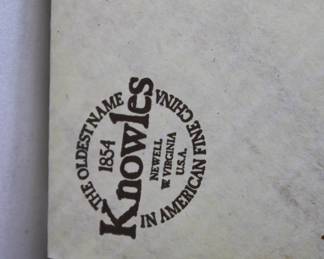 THE OLDEST NAME
1854
Knowles
NEWELL
W. VIRGINIA
U.S.A.
IN AMERICAN FINE CHINA